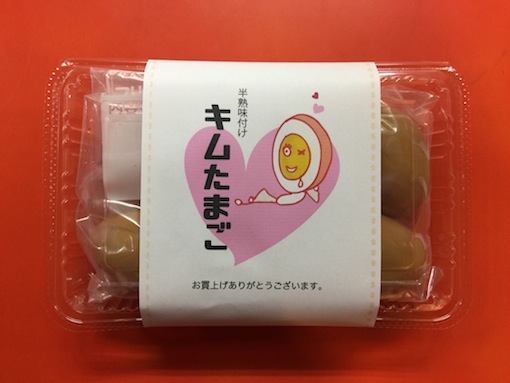 半熟味付け
キムたまご
お買上げありがとうございます。